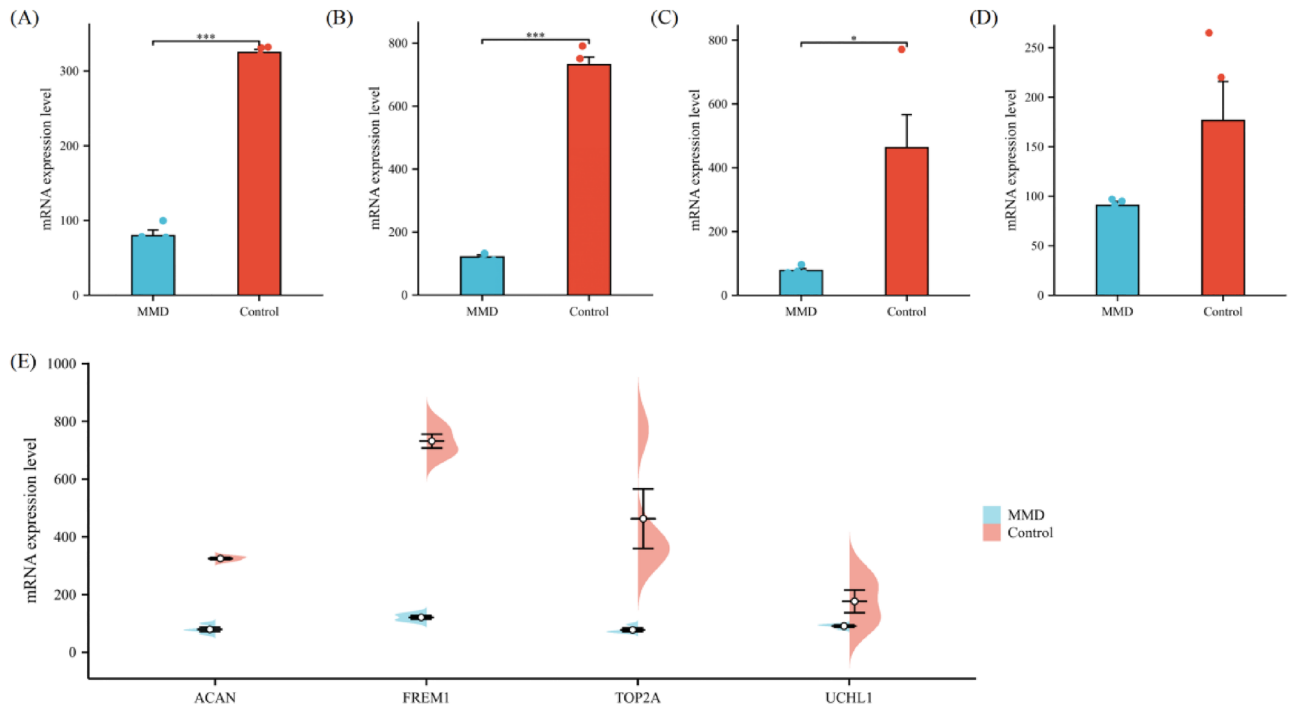 (A)
mRNA expression level
300
200
100
0
***
MMD
Control
(B)
mRNA expression level
800
600
400
200
0
***
MMD
Control
(C)
mRNA expression level
800
600
400
200
0
*
MMD
Control
(D)
mRNA expression level
250
200
150
100
50
0
MMD
Control
(E)
mRNA expression level
1000
800
600
400
200
0
ACAN
FREM1
TOP2A
UCHL1
MMD
Control